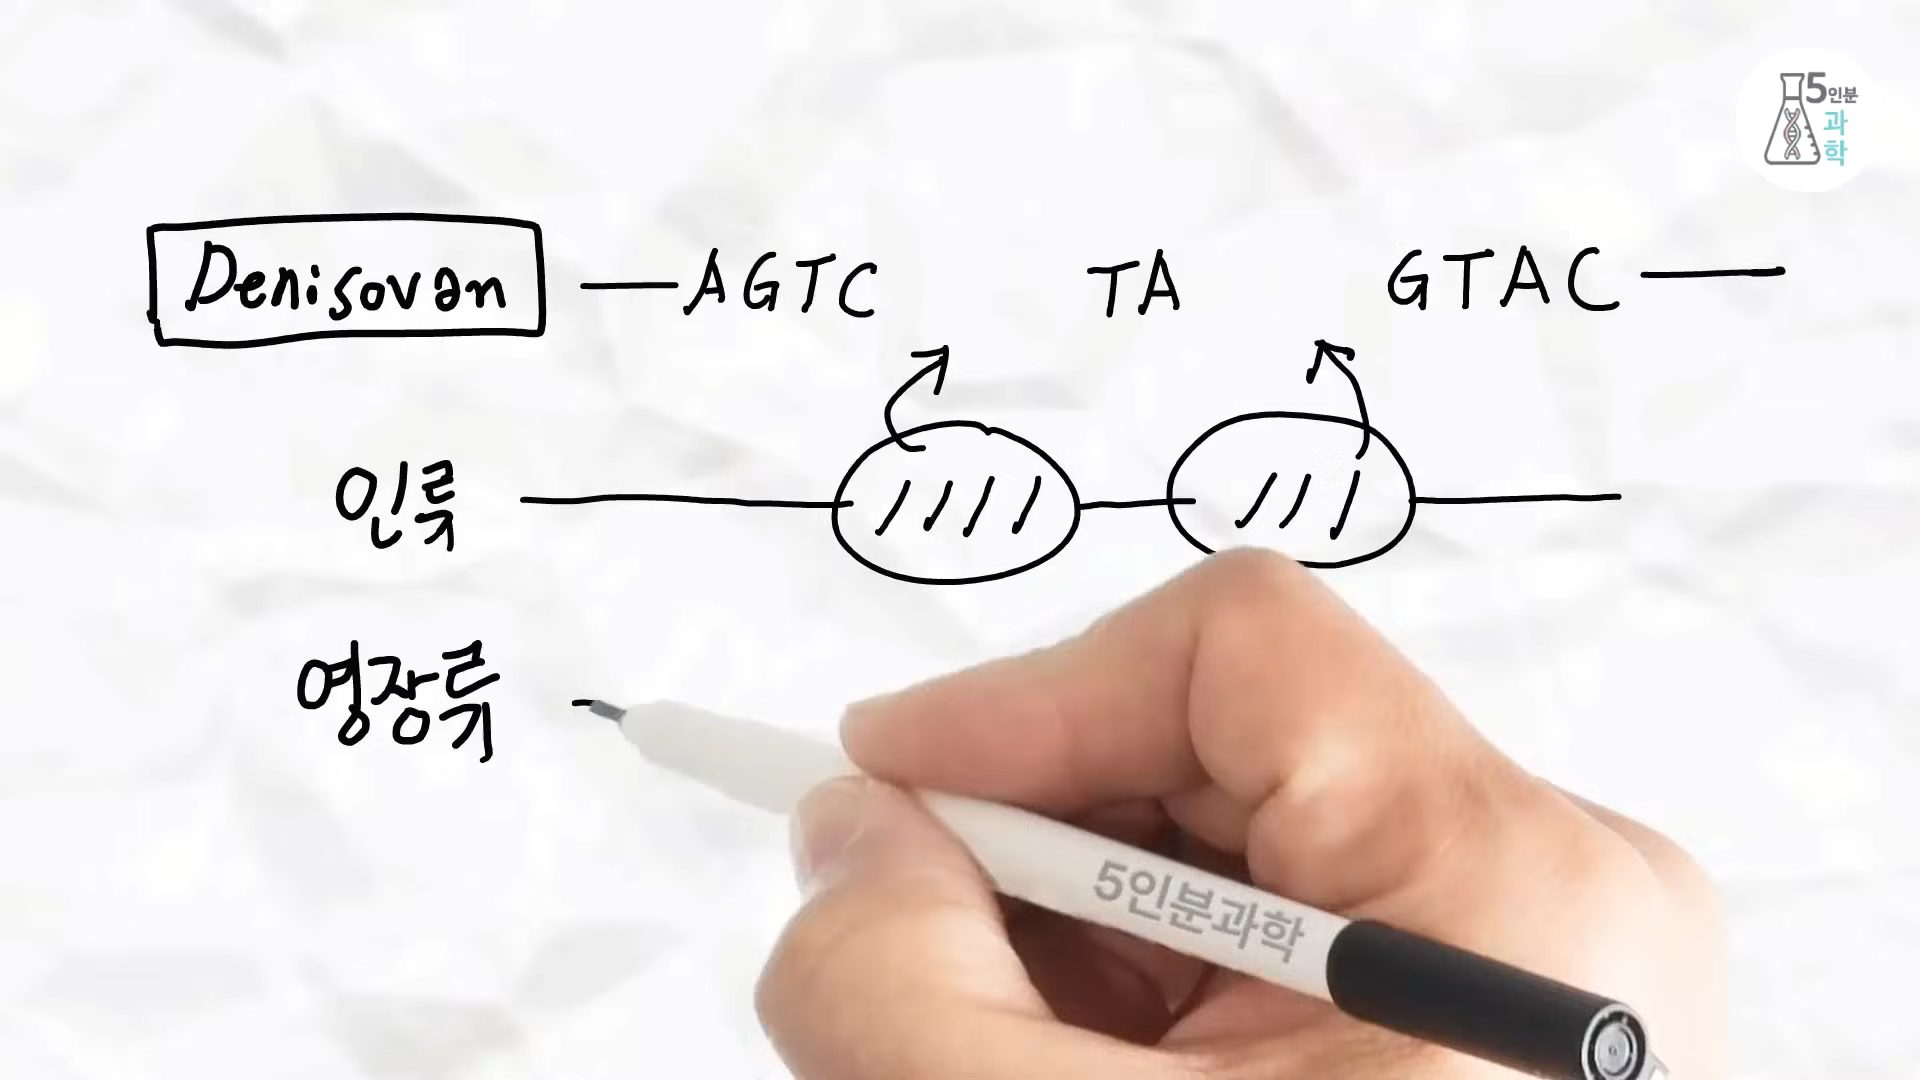 5인분
과
학
Denisovan —AGTC TA GTAC—
인류
영장류
5인분과학